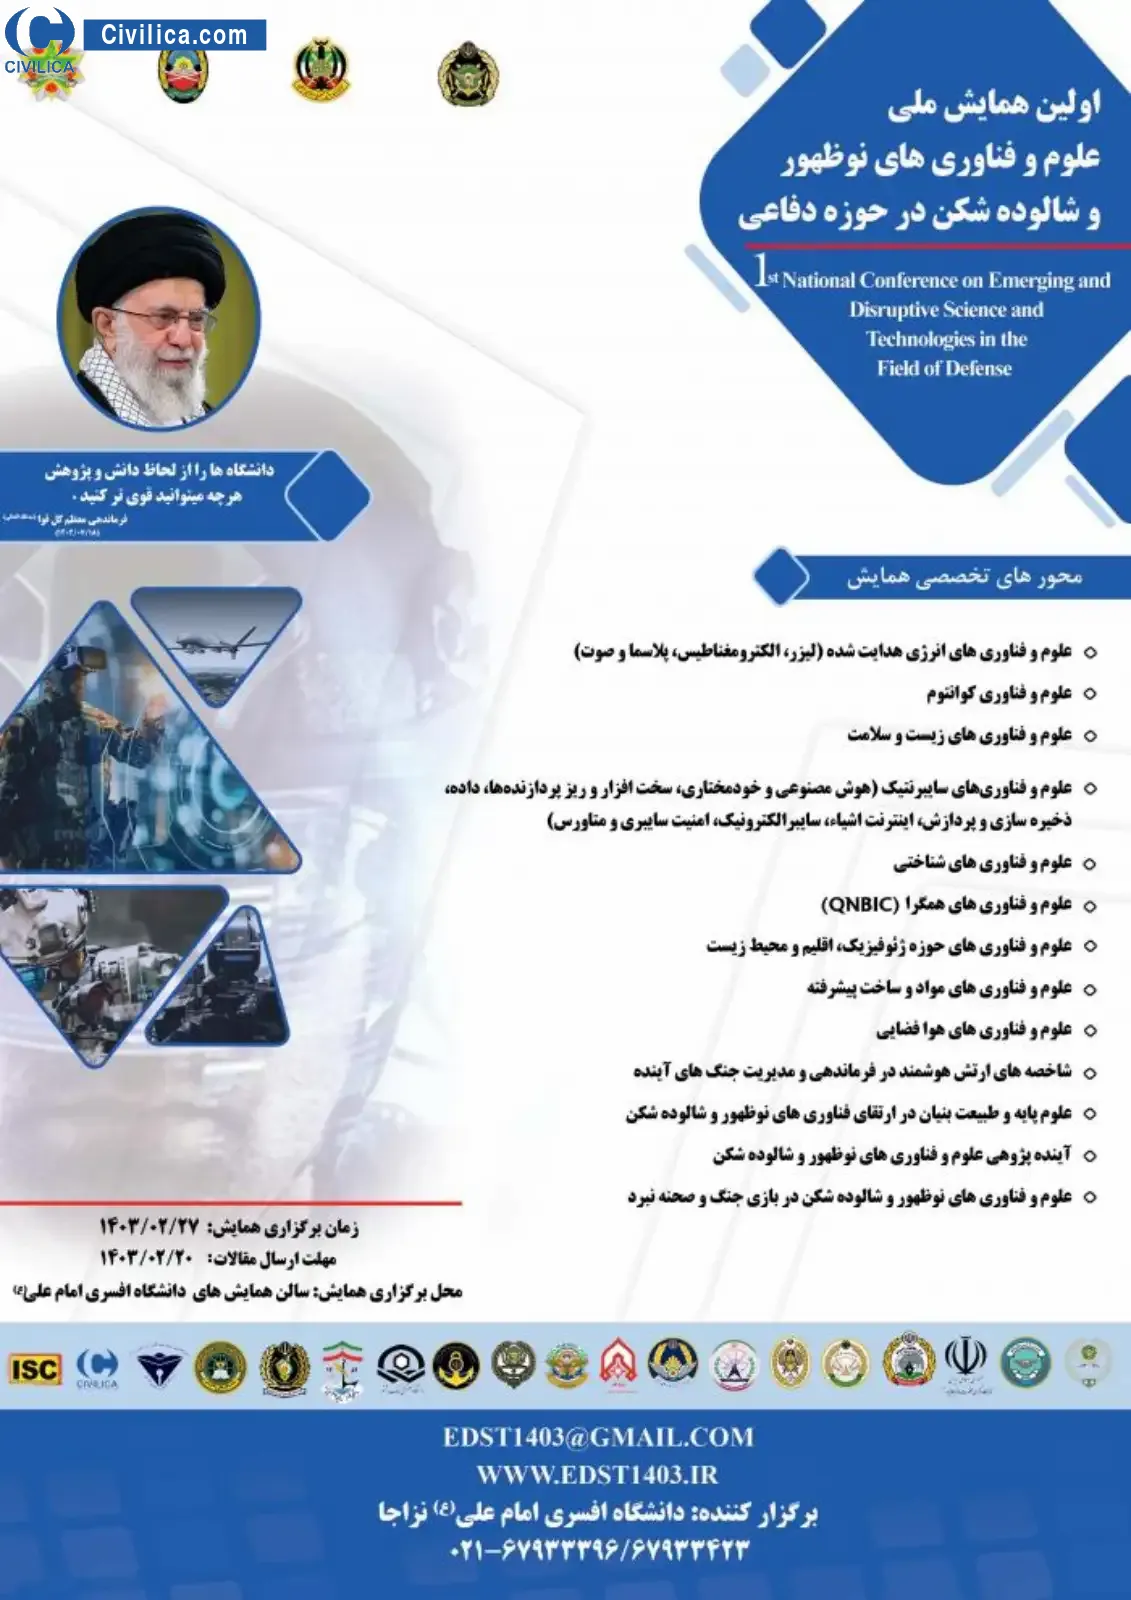 Civilica.com
CIVILICA
اولین همایش ملی
علوم و فناوری های نوظهور
و شالوده شکن در حوزه دفاعی
1st National Conference on Emerging and
Disruptive Science and
Technologies in the
Field of Defense
دانشگاه ها را از لحاظ دانش و پژوهش
هرچه میتوانید قوی تر کنید .
فرماندهی معظم کل قوا
محور های تخصصی همایش
علوم و فناوری های انرژی هدایت شده (لیزر، الکترومغناطیس، پلاسما و صوت)
علوم و فناوری کوانتوم
علوم و فناوری های زیست و سلامت
علوم و فناوری‌های سایبرنتیک (هوش مصنوعی و خودمختاری، سخت افزار و ریز پردازنده‌ها، داده،
ذخیره سازی و پردازش، اینترنت اشیاء، سایبرالکترونیک، امنیت سایبری و متاورس)
علوم و فناوری های شناختی
علوم و فناوری های همگرا (QNBIC)
علوم و فناوری های حوزه ژئوفیزیک، اقلیم و محیط زیست
علوم و فناوری های مواد و ساخت پیشرفته
علوم و فناوری های هوا فضایی
شاخصه های ارتش هوشمند در فرماندهی و مدیریت جنگ های آینده
علوم پایه و طبیعت بنیان در ارتقای فناوری های نوظهور و شالوده شکن
آینده پژوهی علوم و فناوری های نوظهور و شالوده شکن
علوم و فناوری های نوظهور و شالوده شکن در بازی جنگ و صحنه نبرد
زمان برگزاری همایش: ۱۴۰۳/۰۲/۲۷
مهلت ارسال مقالات: ۱۴۰۳/۰۲/۲۰
محل برگزاری همایش: سالن همایش های دانشگاه افسری امام علی(ع)
ISC
CIVILICA
EDST1403@GMAIL.COM
WWW.EDST1403.IR
برگزار کننده: دانشگاه افسری امام علی(ع) نزاجا
۰۲۱-۶۷۹۳۳۳۹۶/۶۷۹۳۳۴۲۳